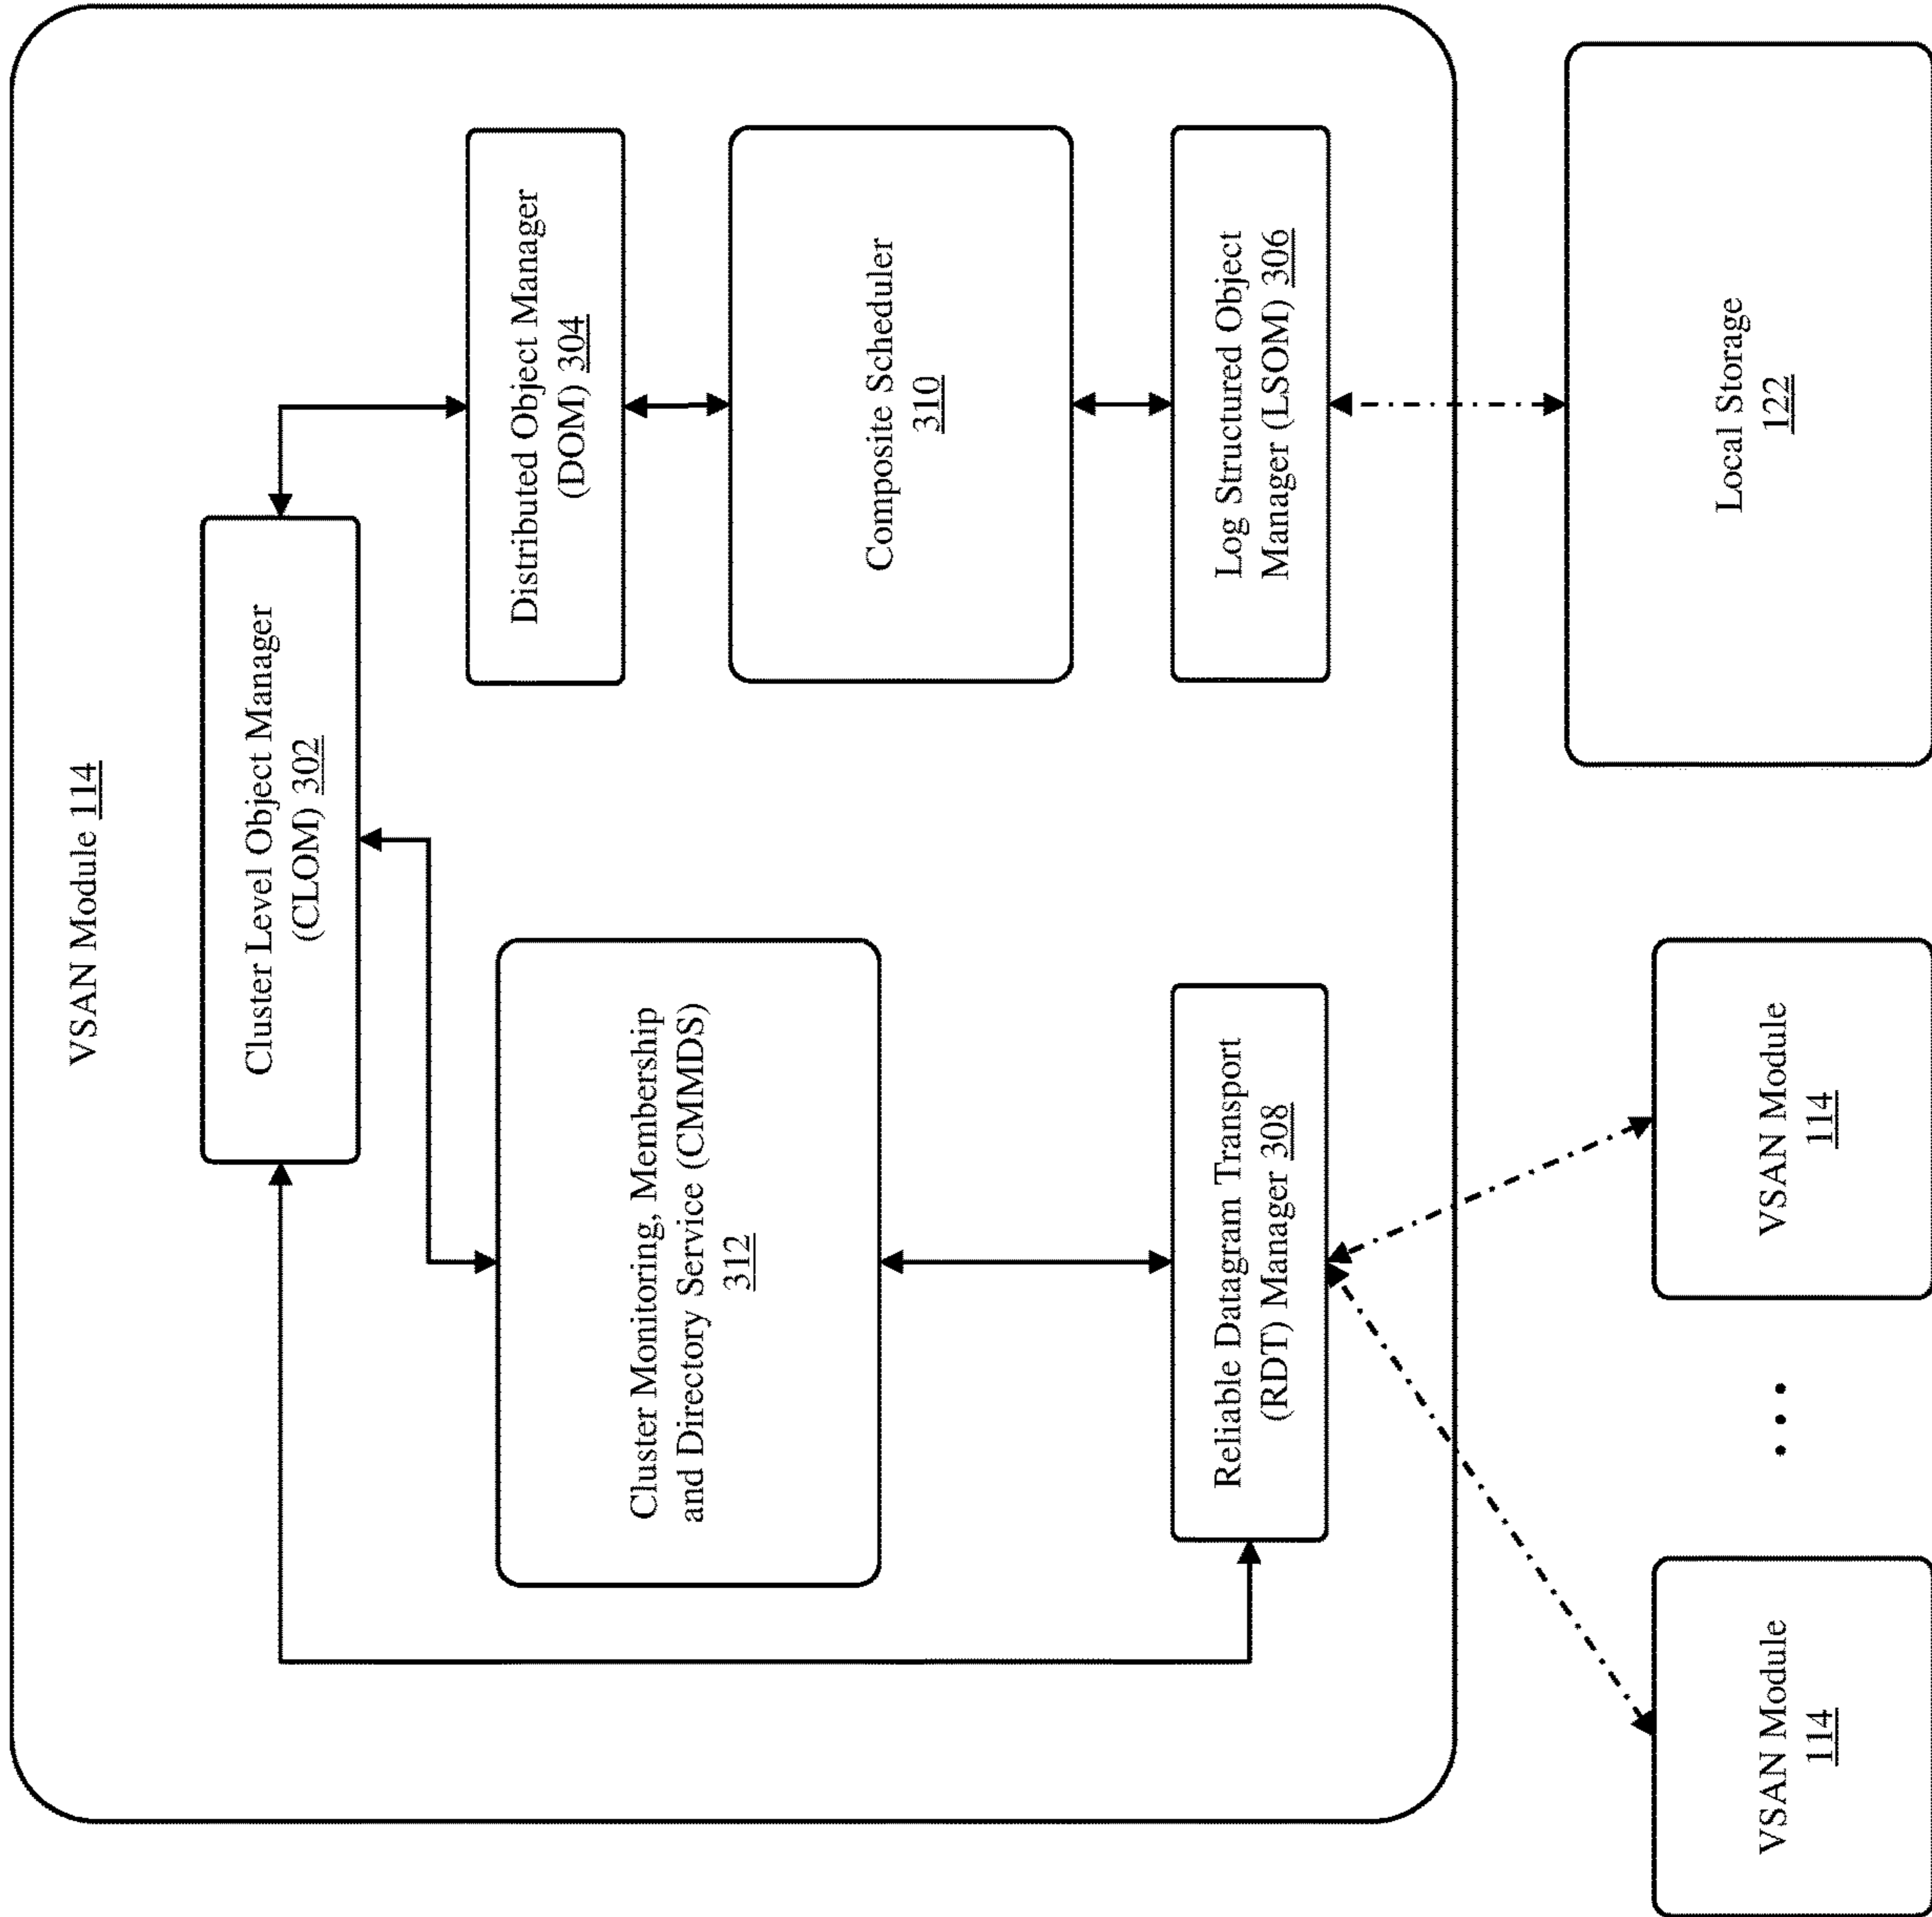 VSAN Module 114
Cluster Level Object Manager
(CLOM) 302
Cluster Monitoring, Membership
and Directory Service (CMMDS)
312
Distributed Object Manager
(DOM) 304
Composite Scheduler
310
Reliable Datagram Transport
(RDT) Manager 308
Log Structured Object
Manager (LSOM) 306
VSAN Module
114
• • •
VSAN Module
114
Local Storage
122